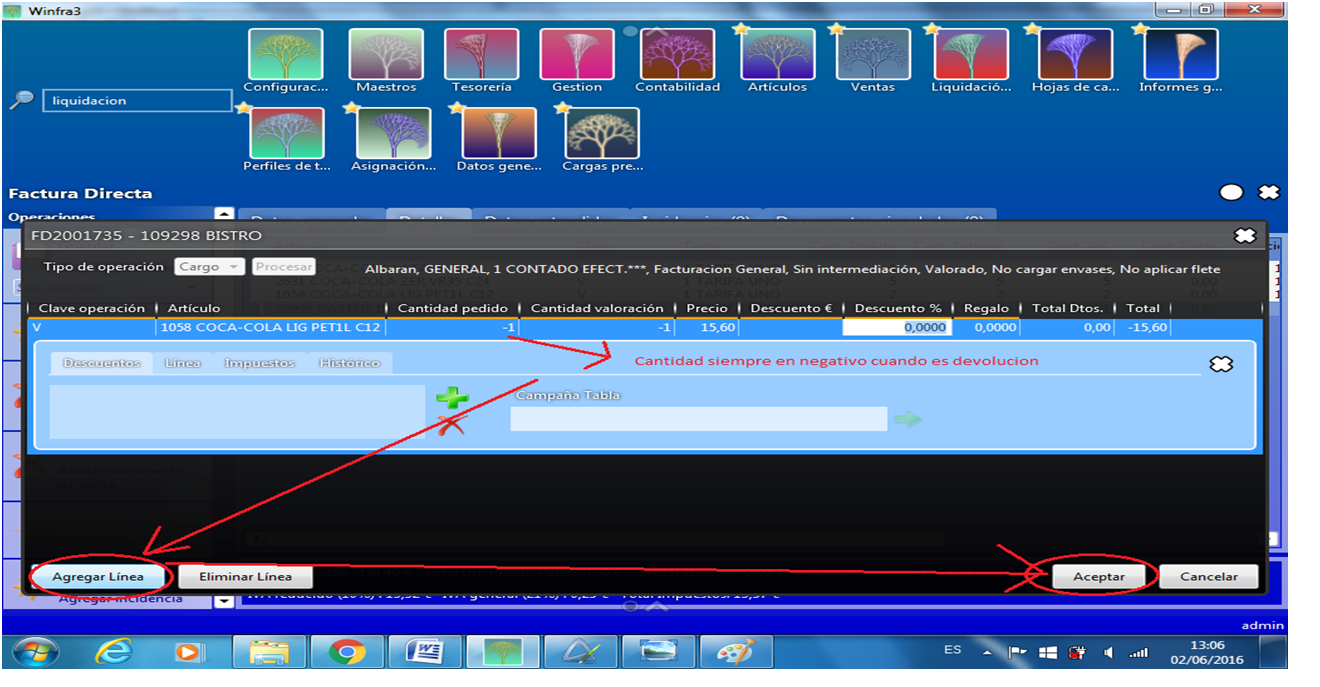 Winfra3
liquidacion
Configurac... Maestros Tesorería Gestion Contabilidad Artículos Ventas Liquidació... Hojas de ca... Informes g...
Perfiles de t... Asignación... Datos gene... Cargas pre...
Factura Directa
Operaciones
FD2001735 - 109298 BISTRO
Tipo de operación Cargo Procesar Albaran, GENERAL, 1 CONTADO EFECT.***, Facturacion General, Sin intermediación, Valorado, No cargar envases, No aplicar flete
Clave operación Artículo Cantidad pedido Cantidad valoración Precio Descuento € Descuento % Regalo Total Dtos. Total
V 1058 COCA-COLA LIG PET1L C12 -1 -1 15,60 0,0000 0,0000 0,00 -15,60
Descuentos Línea Impuestos Histórico
Cantidad siempre en negativo cuando es devolucion
Campaña Tabla
Agregar Línea Eliminar Línea Aceptar Cancelar
Agregar incidencia
admin
ES 13:06
02/06/2016